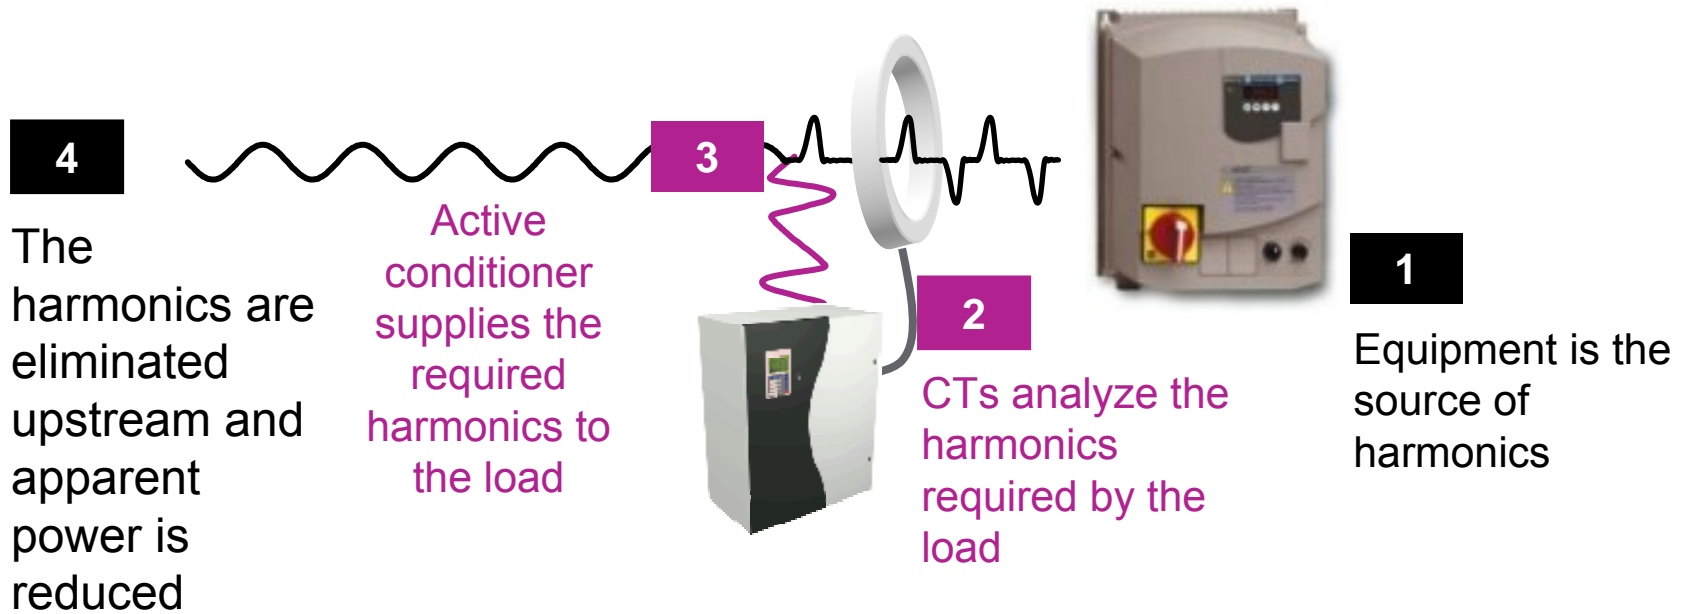 4
The
harmonics are
eliminated
upstream and
apparent
power is
reduced
3
Active
conditioner
supplies the
required
harmonics to
the load
2
CTs analyze the
harmonics
required by the
load
1
Equipment is the
source of
harmonics